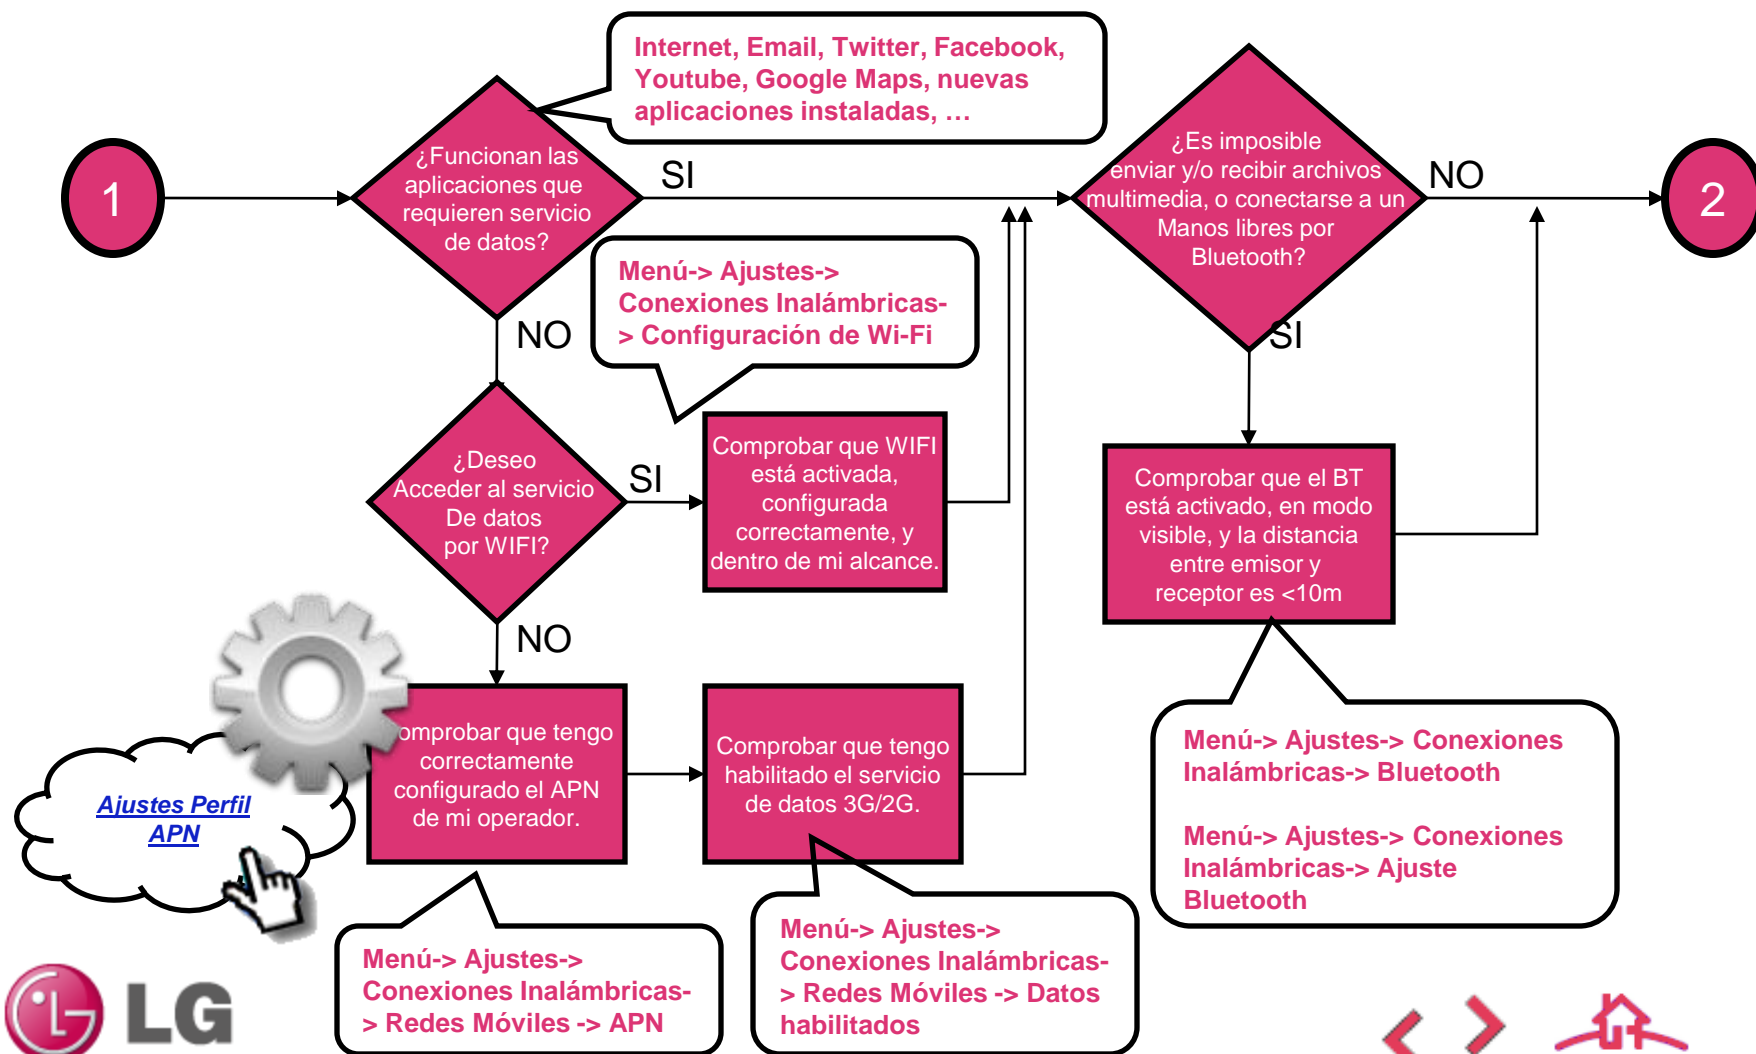 Internet, Email, Twitter, Facebook,
Youtube, Google Maps, nuevas
aplicaciones instaladas, …
1
¿Funcionan las
aplicaciones que
requieren servicio
de datos?
SI
¿Es imposible
enviar y/o recibir archivos
multimedia, o conectarse a un
Manos libres por
Bluetooth?
NO
2
Menú-> Ajustes->
Conexiones Inalámbricas-
> Configuración de Wi-Fi
NO
SI
¿Deseo
Acceder al servicio
De datos
por WIFI?
SI
Comprobar que WIFI
está activada,
configurada
correctamente, y
dentro de mi alcance.
Comprobar que el BT
está activado, en modo
visible, y la distancia
entre emisor y
receptor es <10m
NO
omprobar que tengo
correctamente
configurado el APN
de mi operador.
Comprobar que tengo
habilitado el servicio
de datos 3G/2G.
Menú-> Ajustes-> Conexiones
Inalámbricas-> Bluetooth
Menú-> Ajustes-> Conexiones
Inalámbricas-> Ajuste
Bluetooth
Ajustes Perfil
APN
Menú-> Ajustes->
Conexiones Inalámbricas-
> Redes Móviles -> APN
Menú-> Ajustes->
Conexiones Inalámbricas-
> Redes Móviles -> Datos
habilitados
LG